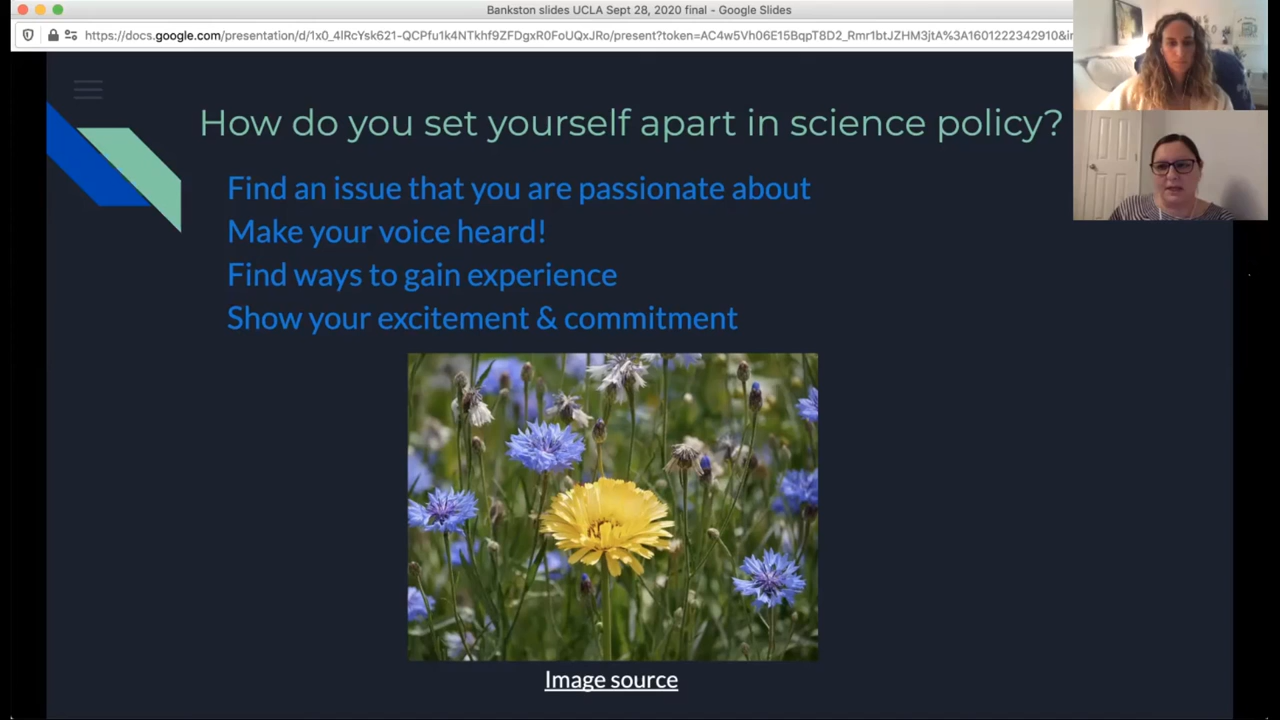 Bankston slides UCLA Sept 28, 2020 final - Google Slides
https://docs.google.com/presentation/d/1x0_4lRcYsk621-QCPfu1k4NTkhf9ZFDgxR0FoUQxJRo/present?token=AC4w5Vh06E15BqpT8D2_Rmr1btJZHM3jtA%3A1601222342910&i
How do you set yourself apart in science policy?
Find an issue that you are passionate about
Make your voice heard!
Find ways to gain experience
Show your excitement & commitment
Image source